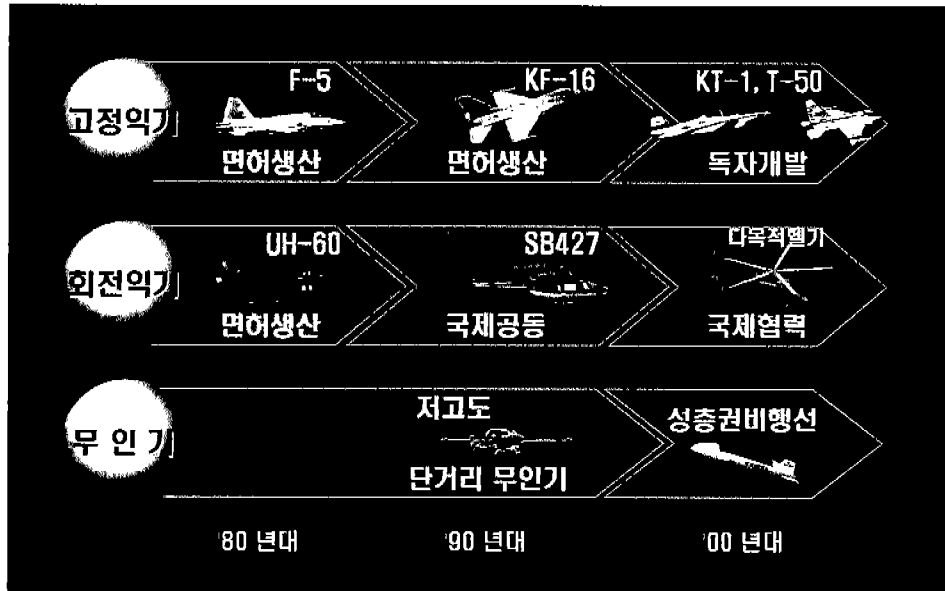 F-5
KF-16
KT-1, T-50
고정익기
면허생산
면허생산
독자개발
UH-60
SB427
다목적헬기
회전익기
면허생산
국제공동
국제협력
저고도
성층권비행선
무 인 기
단거리 무인기
'80 년대
'90 년대
'00 년대